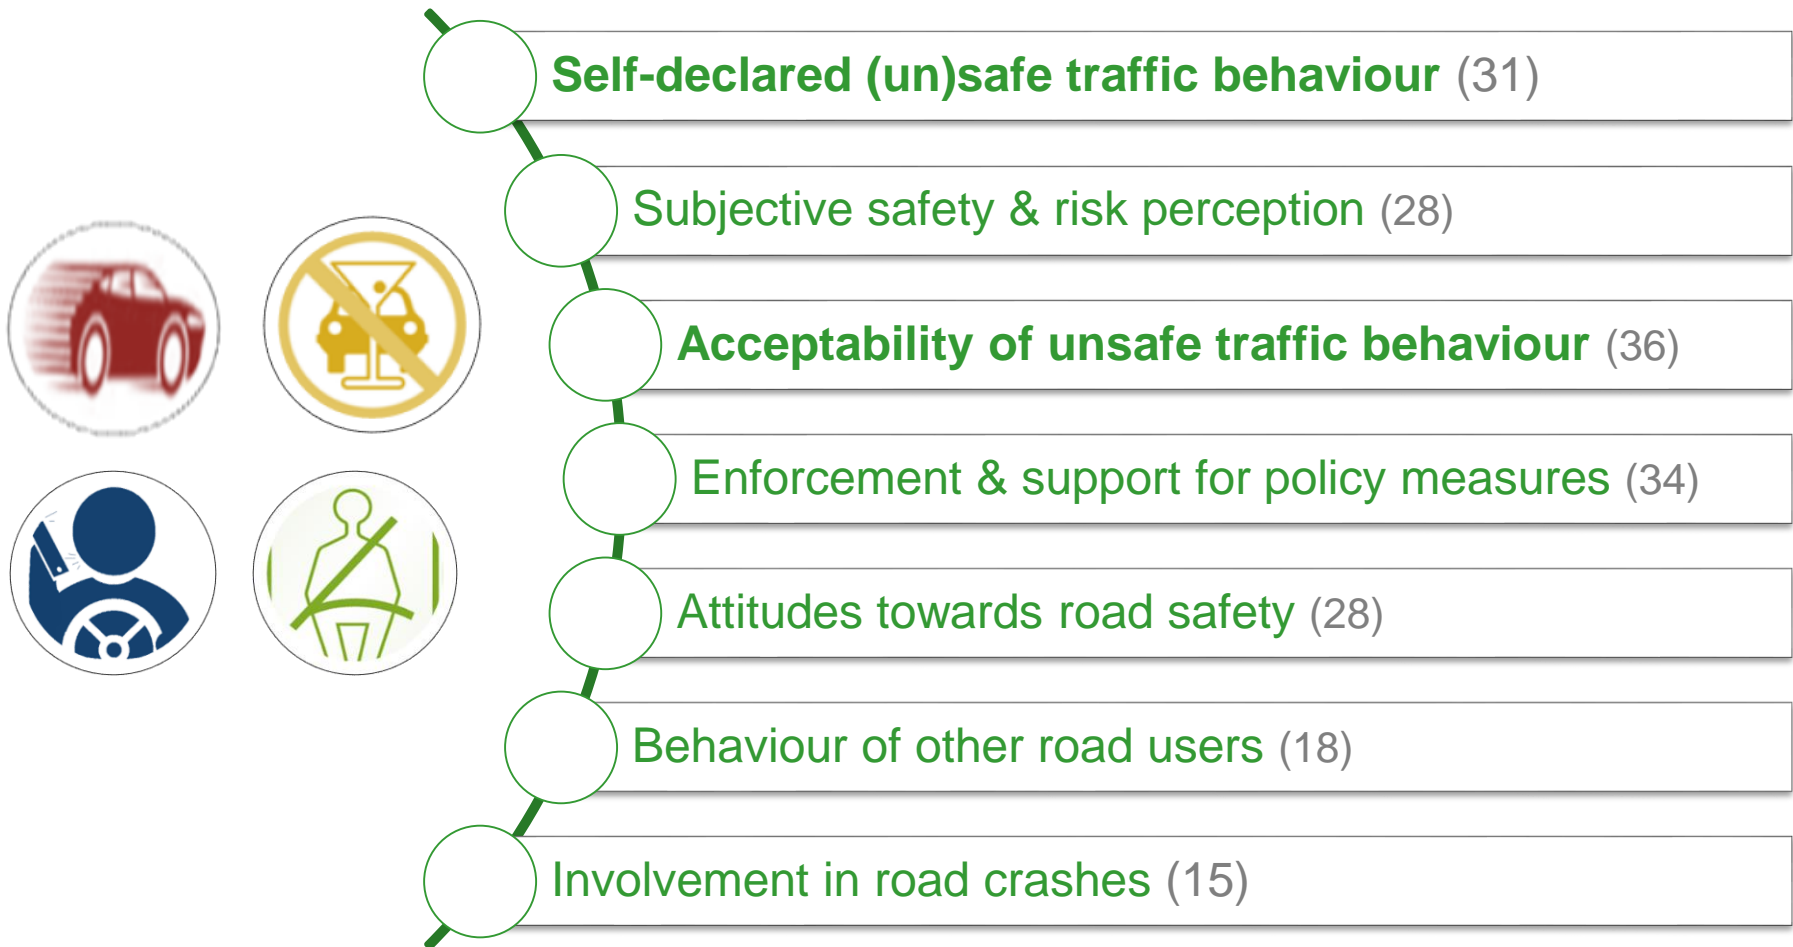 Self-declared (un)safe traffic behaviour (31)
Subjective safety & risk perception (28)
Acceptability of unsafe traffic behaviour (36)
Enforcement & support for policy measures (34)
Attitudes towards road safety (28)
Behaviour of other road users (18)
Involvement in road crashes (15)